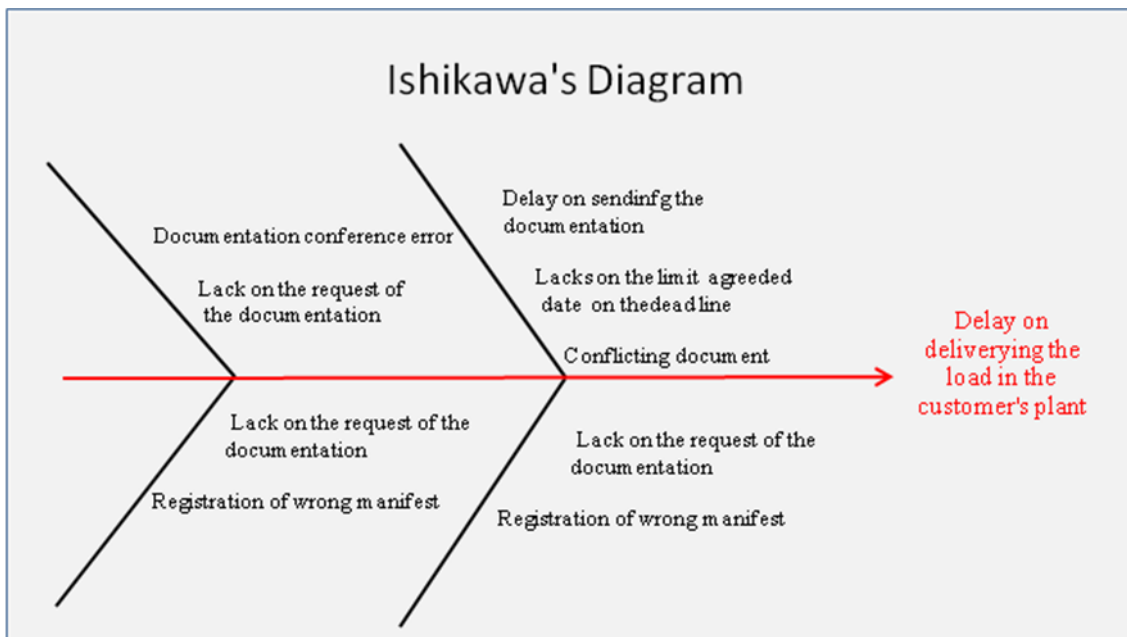 Ishikawa's Diagram
Documentation conference error
Lack on the request of
the documentation
Delay on sendinfg the
documentation
Lacks on the limit agreeded
date on thedeadline
Conflicting document
Delay on
deliverying the
load in the
customer's plant
Lack on the request of the
documentation
Registration of wrong manifest
Lack on the request of the
documentation
Registration of wrong manifest